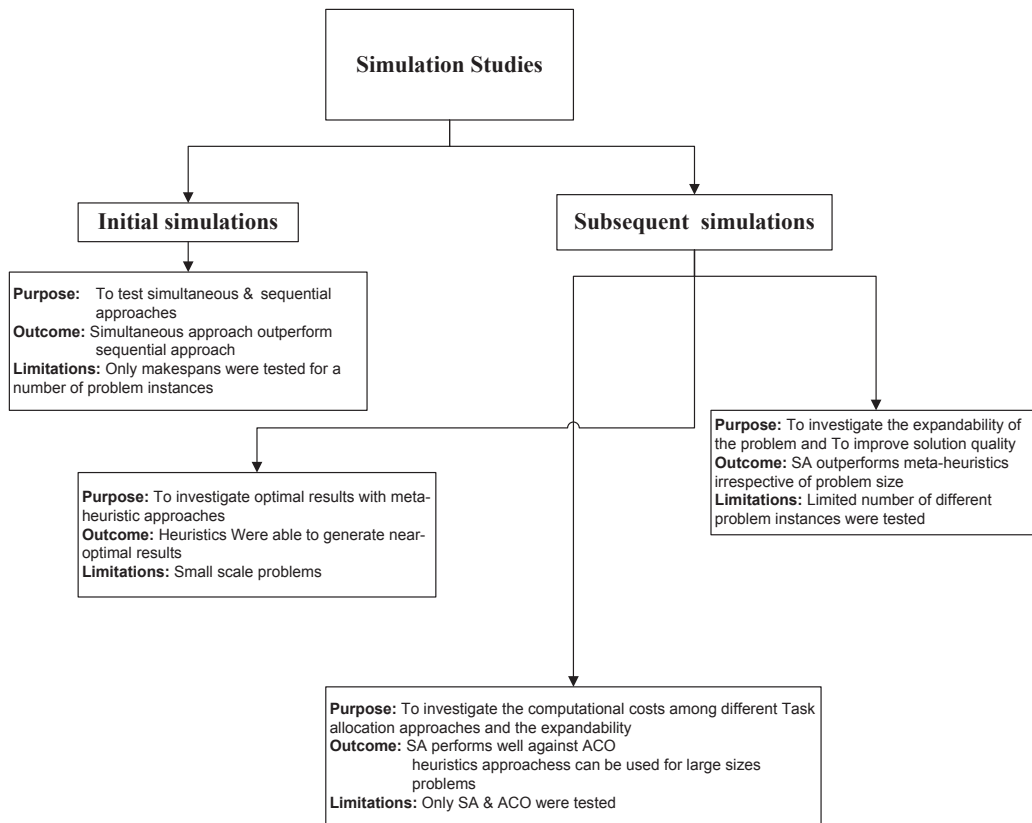 Simulation Studies
Initial simulations
Subsequent simulations
Purpose: To test simultaneous & sequential
approaches
Outcome: Simultaneous approach outperform
sequential approach
Limitations: Only makespans were tested for a
number of problem instances
Purpose: To investigate the expandability of
the problem and To improve solution quality
Outcome: SA outperforms meta-heuristics
irrespective of problem size
Limitations: Limited number of different
problem instances were tested
Purpose: To investigate optimal results with meta-
heuristic approaches
Outcome: Heuristics Were able to generate near-
optimal results
Limitations: Small scale problems
Purpose: To investigate the computational costs among different Task
allocation approaches and the expandability
Outcome: SA performs well against ACO
heuristics approachess can be used for large sizes
problems
Limitations: Only SA & ACO were tested